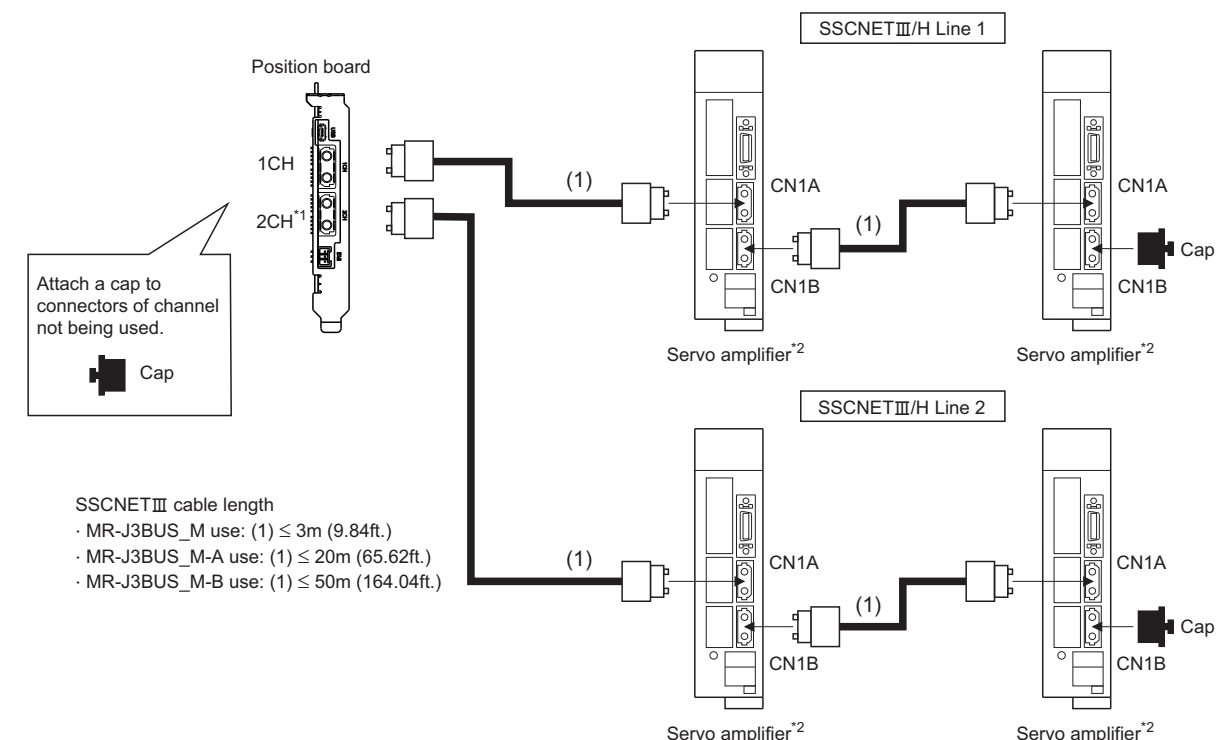 SSCNETⅢ/H Line 1
Position board
1CH
2CH*1
USB
1CH
2CH
(1)
CN1A
CN1B
(1)
CN1A
Cap
CN1B
Servo amplifier*2
Servo amplifier*2
Attach a cap to
connectors of channel
not being used.
Cap
SSCNETⅢ/H Line 2
SSCNETⅢ cable length
· MR-J3BUS_M use: (1) ≤ 3m (9.84ft.)
· MR-J3BUS_M-A use: (1) ≤ 20m (65.62ft.)
· MR-J3BUS_M-B use: (1) ≤ 50m (164.04ft.)
(1)
CN1A
CN1B
(1)
CN1A
Cap
CN1B
Servo amplifier*2
Servo amplifier*2